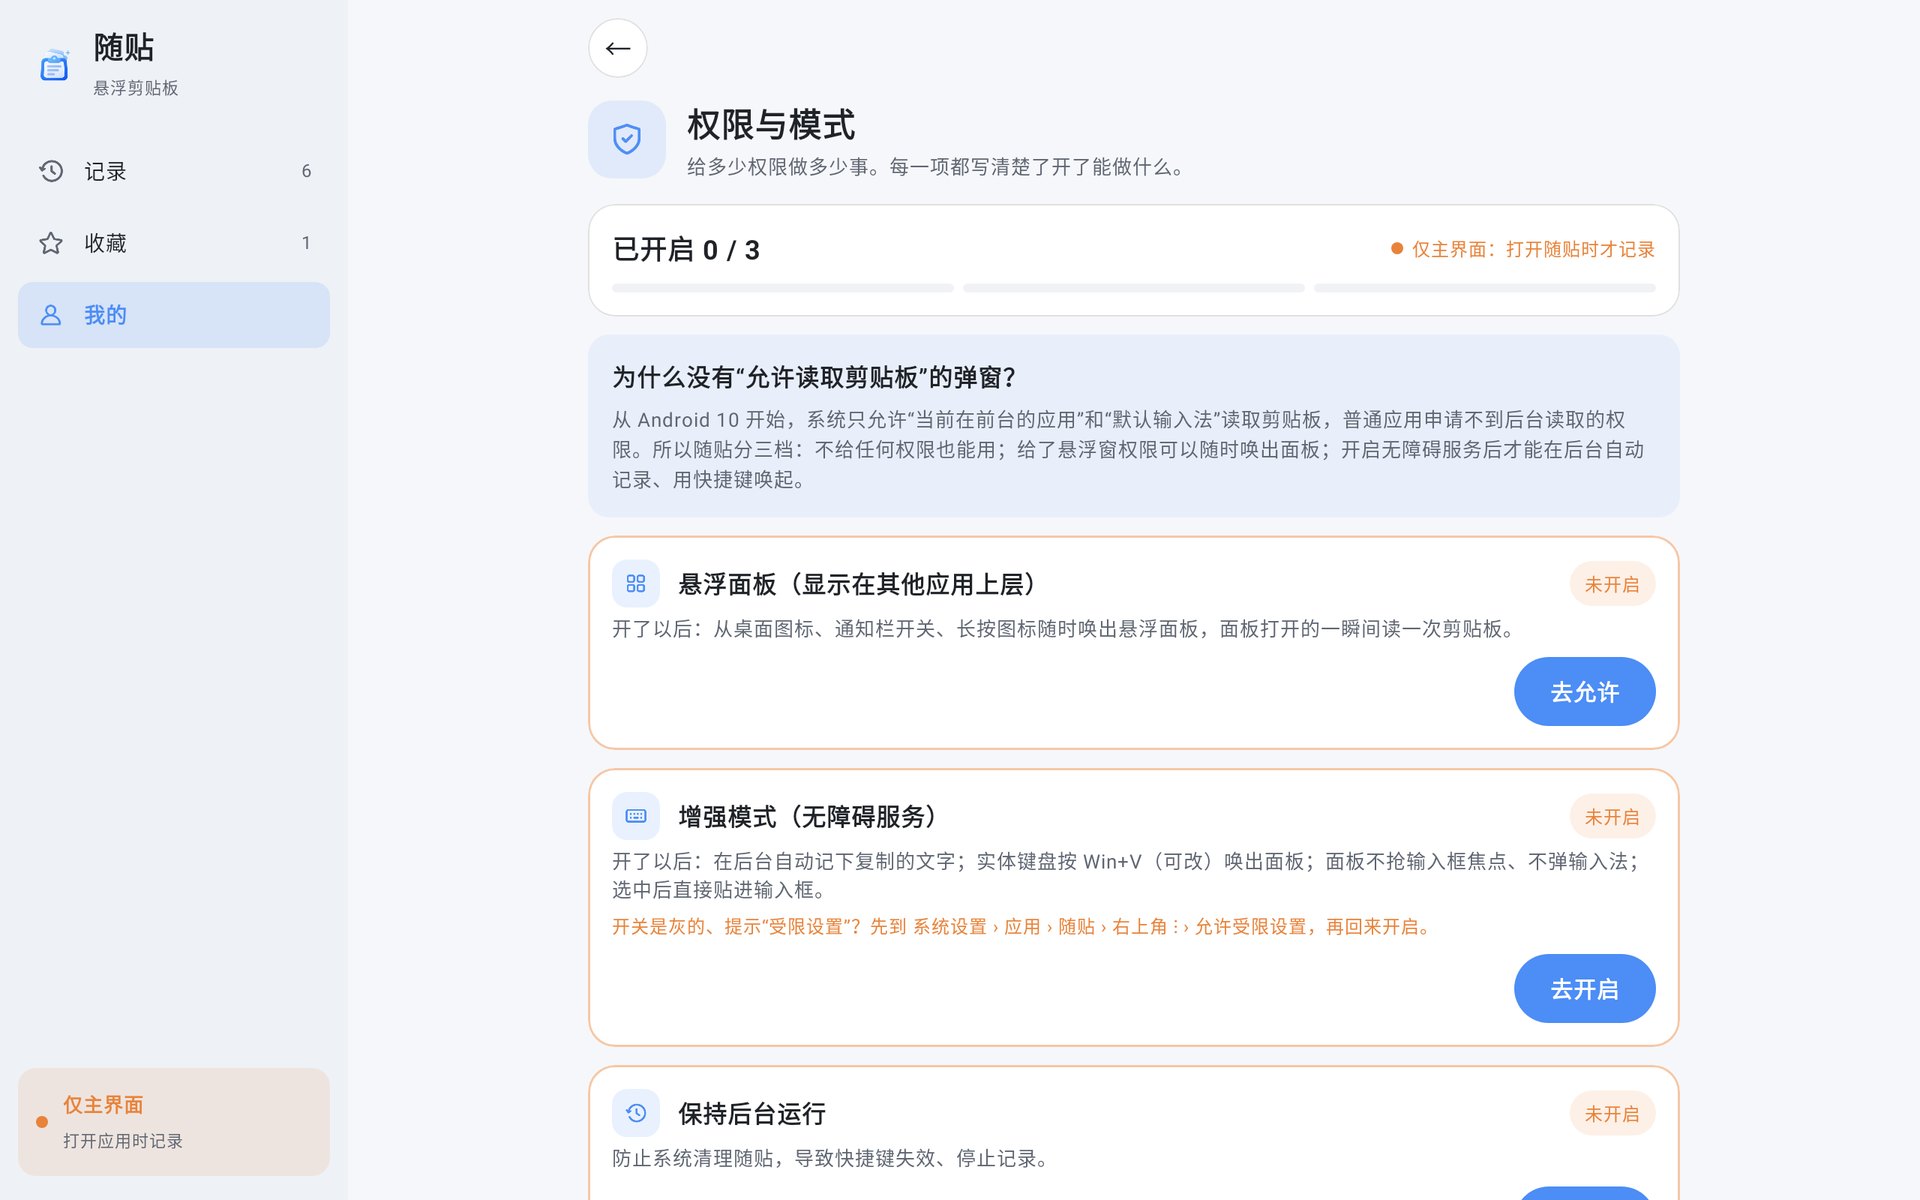 随贴
悬浮剪贴板
记录 6
收藏 1
我的
仅主界面
打开应用时记录
权限与模式
给多少权限做多少事。每一项都写清楚了开了能做什么。
已开启 0 / 3
仅主界面：打开随贴时才记录
为什么没有“允许读取剪贴板”的弹窗？
从 Android 10 开始，系统只允许“当前在前台的应用”和“默认输入法”读取剪贴板，普通应用申请不到后台读取的权
限。所以随贴分三档：不给任何权限也能用；给了悬浮窗权限可以随时唤出面板；开启无障碍服务后才能在后台自动
记录、用快捷键唤起。
悬浮面板（显示在其他应用上层）
未开启
开了以后：从桌面图标、通知栏开关、长按图标随时唤出悬浮面板，面板打开的一瞬间读一次剪贴板。
去允许
增强模式（无障碍服务）
未开启
开了以后：在后台自动记下复制的文字；实体键盘按 Win+V（可改）唤出面板；面板不抢输入框焦点、不弹输入法；
选中后直接贴进输入框。
开关是灰的、提示“受限设置”？先到 系统设置 › 应用 › 随贴 › 右上角 ⋮ › 允许受限设置，再回来开启。
去开启
保持后台运行
未开启
防止系统清理随贴，导致快捷键失效、停止记录。